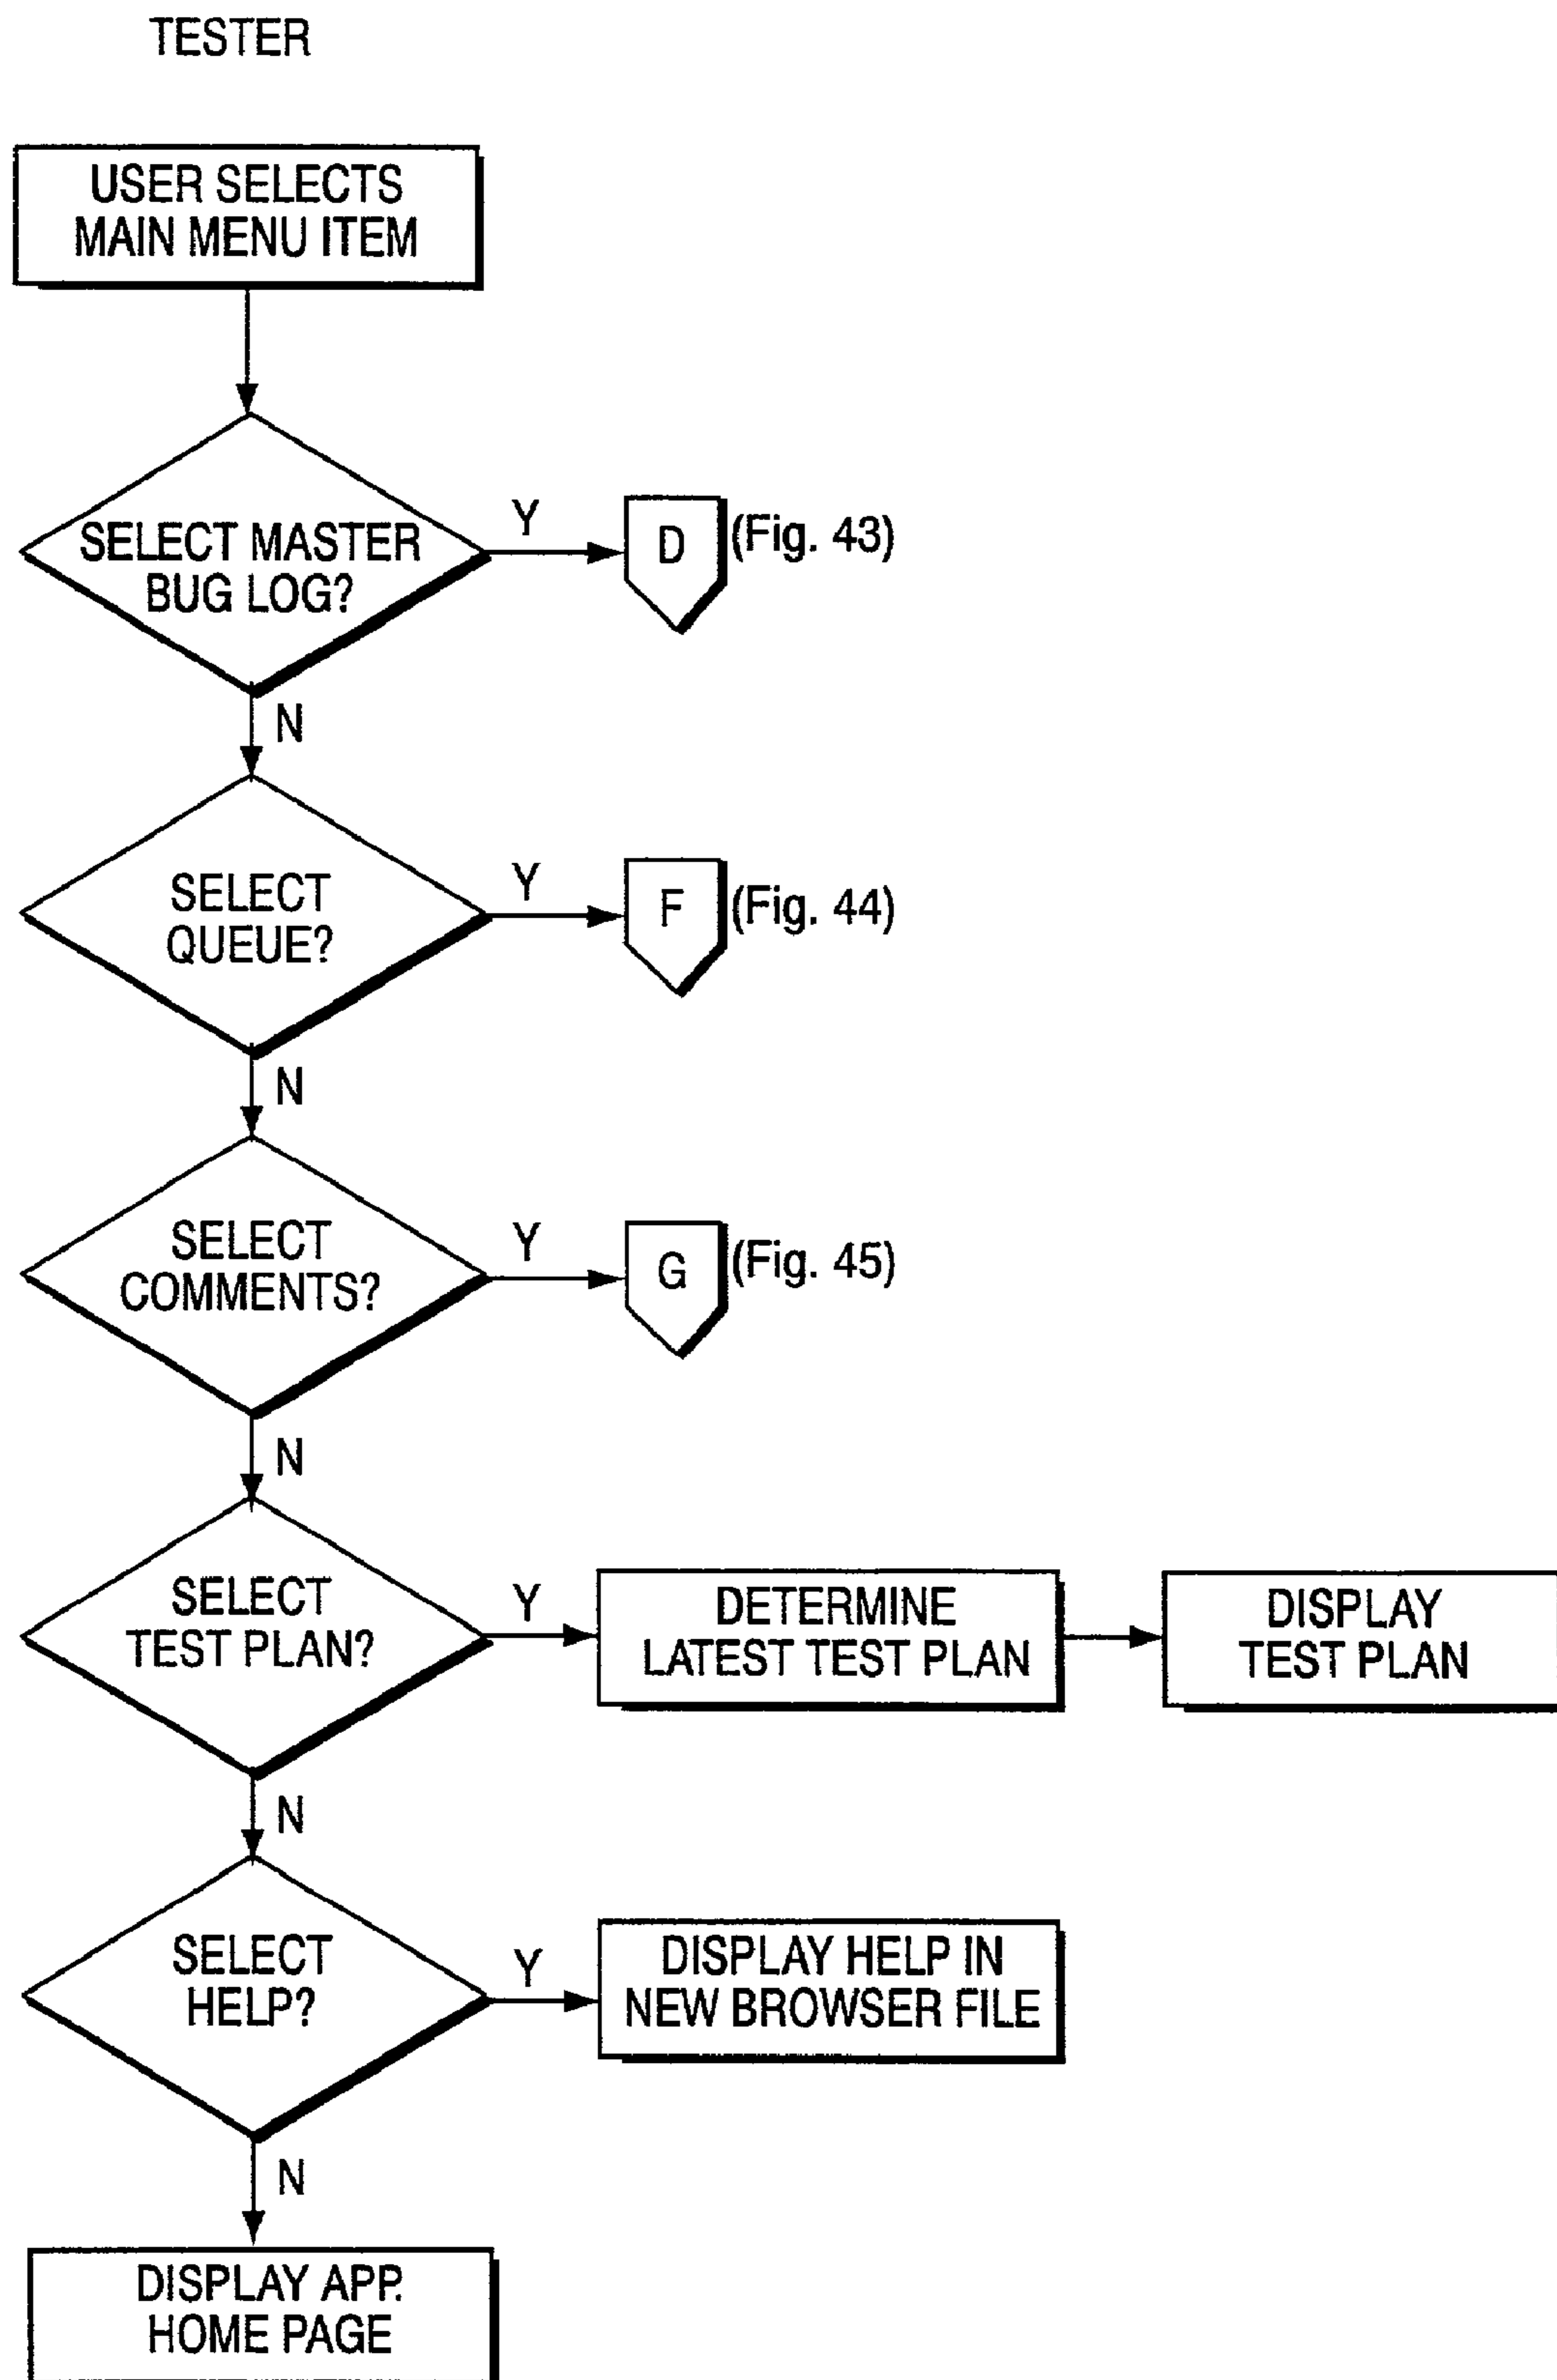 TESTER
USER SELECTS
MAIN MENU ITEM
SELECT MASTER
BUG LOG?
Y
D
(Fig. 43)
N
SELECT
QUEUE?
Y
F
(Fig. 44)
N
SELECT
COMMENTS?
Y
G
(Fig. 45)
N
SELECT
TEST PLAN?
Y
DETERMINE
LATEST TEST PLAN
DISPLAY
TEST PLAN
N
SELECT
HELP?
Y
DISPLAY HELP IN
NEW BROWSER FILE
N
DISPLAY APP.
HOME PAGE